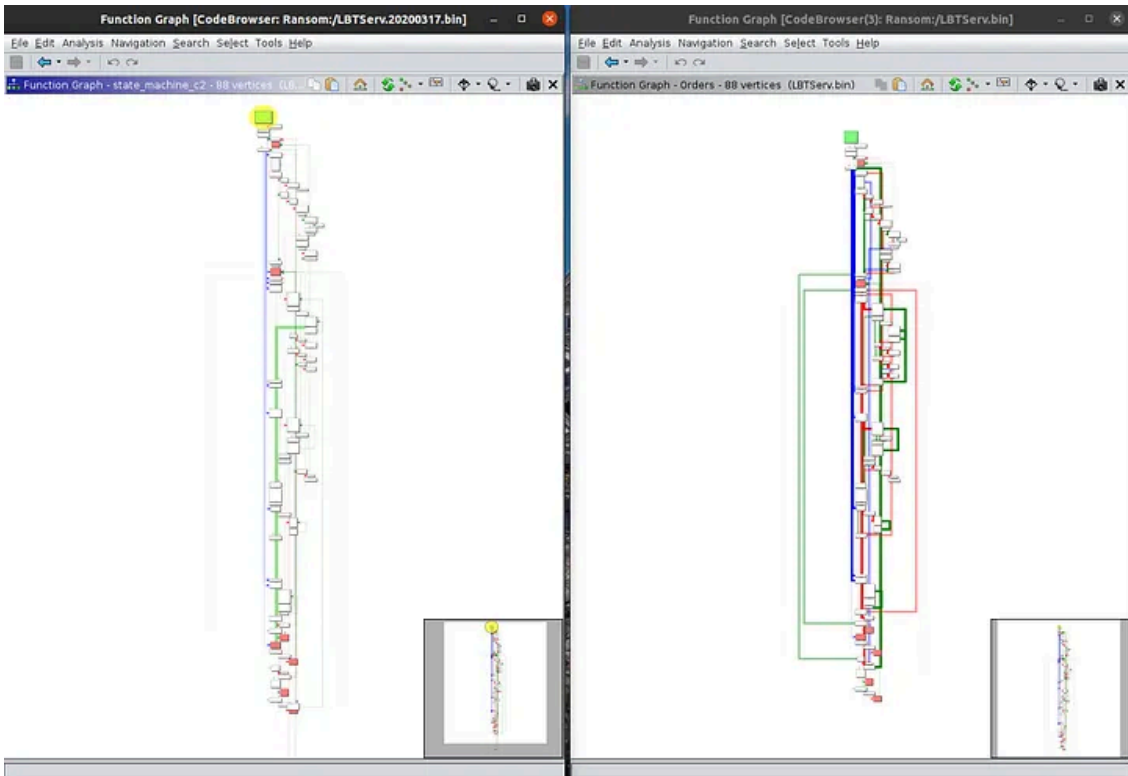 Function Graph [CodeBrowser: Ransom:/LBTServ.20200317.bin]
File Edit Analysis Navigation Search Select Tools Help
Function Graph - state_machine_c2 - 88 vertices (LB...
Function Graph [CodeBrowser(3): Ransom:/LBTServ.bin]
File Edit Analysis Navigation Search Select Tools Help
Function Graph - Orders - 88 vertices (LBTServ.bin)